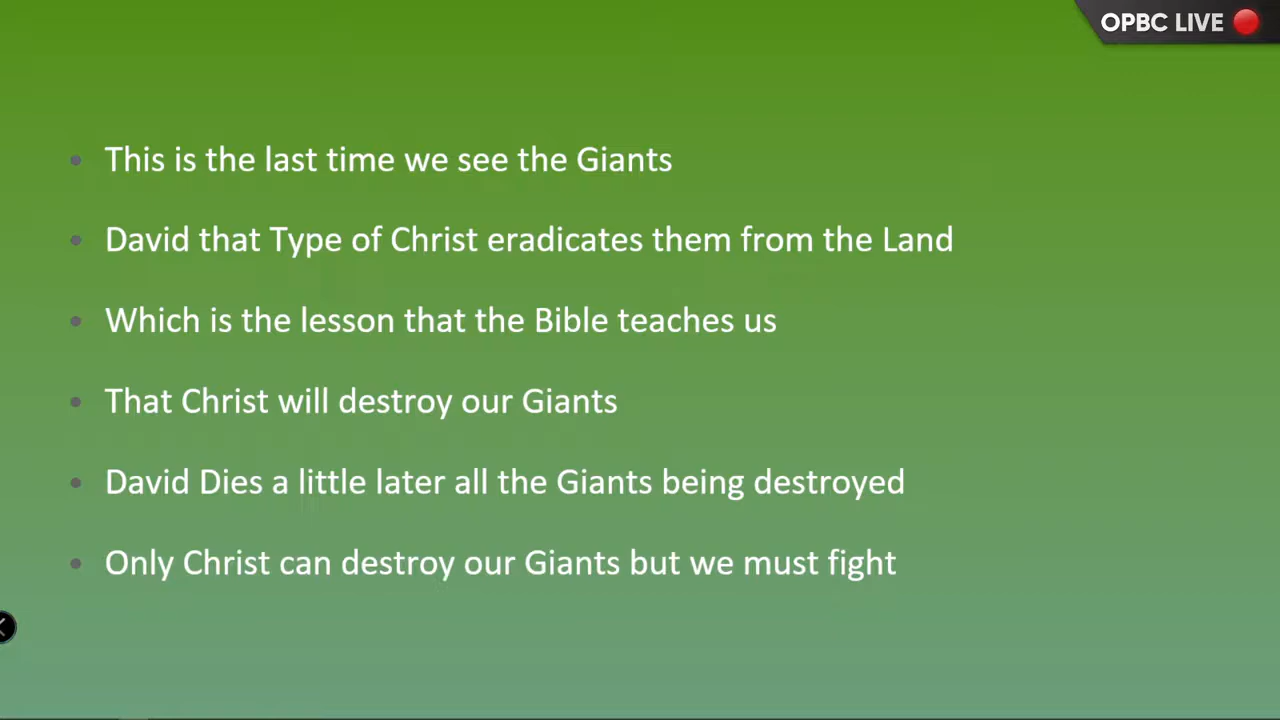 OPBC LIVE
• This is the last time we see the Giants
• David that Type of Christ eradicates them from the Land
• Which is the lesson that the Bible teaches us
• That Christ will destroy our Giants
• David Dies a little later all the Giants being destroyed
• Only Christ can destroy our Giants but we must fight